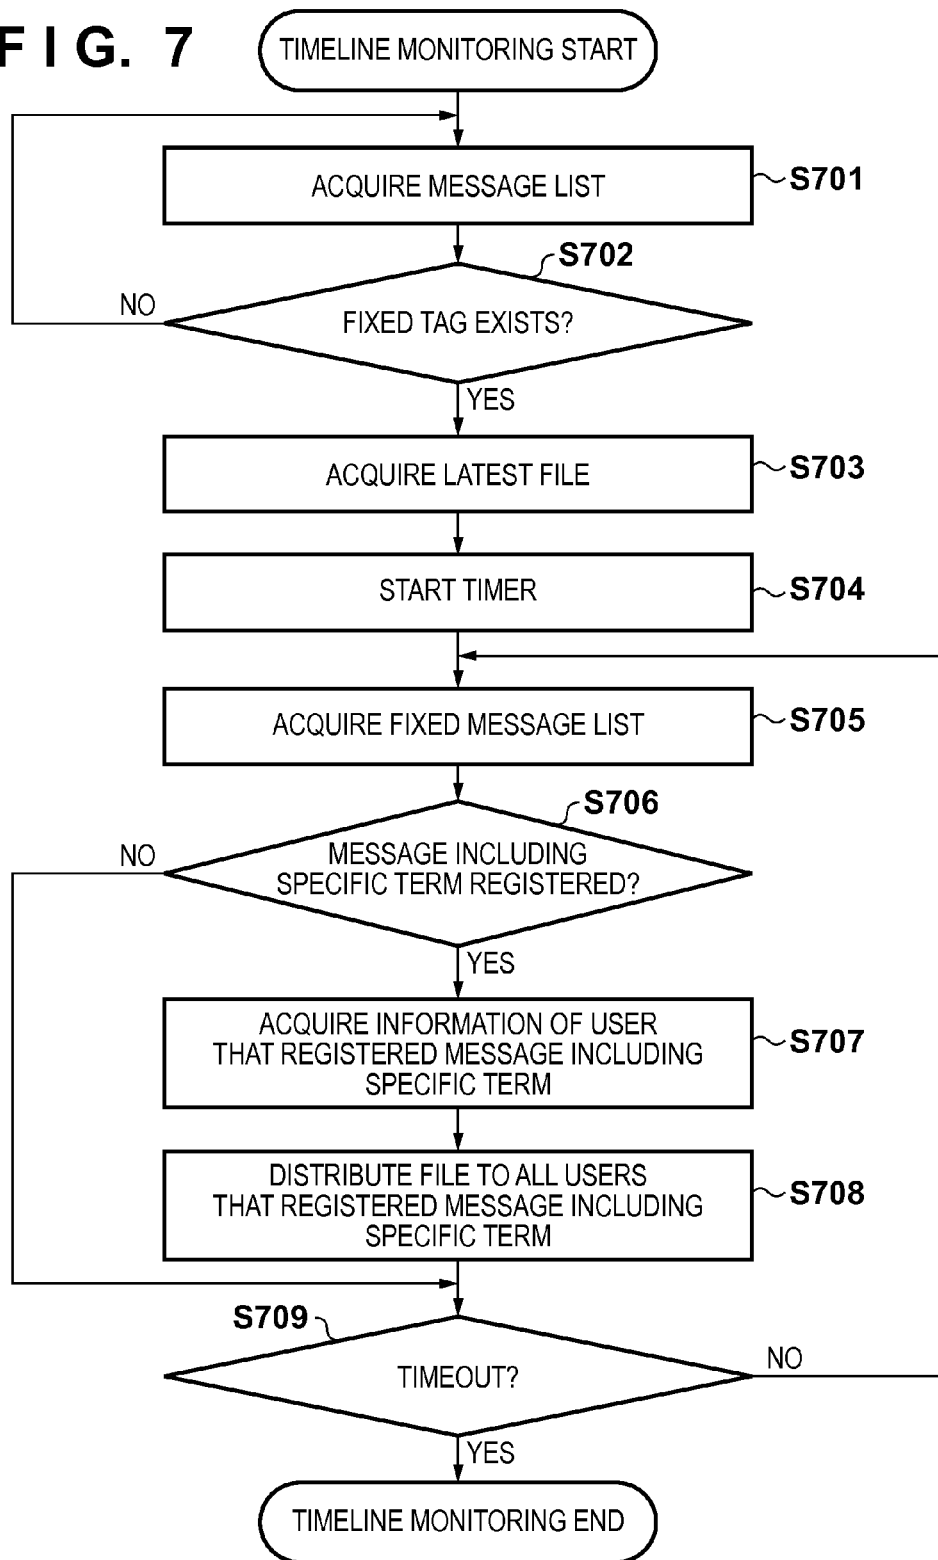 FIG. 7
TIMELINE MONITORING START
ACQUIRE MESSAGE LIST
S701
S702
NO
FIXED TAG EXISTS?
YES
ACQUIRE LATEST FILE
S703
START TIMER
S704
ACQUIRE FIXED MESSAGE LIST
S705
S706
NO
MESSAGE INCLUDING
SPECIFIC TERM REGISTERED?
YES
ACQUIRE INFORMATION OF USER
THAT REGISTERED MESSAGE INCLUDING
SPECIFIC TERM
S707
DISTRIBUTE FILE TO ALL USERS
THAT REGISTERED MESSAGE INCLUDING
SPECIFIC TERM
S708
S709
TIMEOUT?
NO
YES
TIMELINE MONITORING END